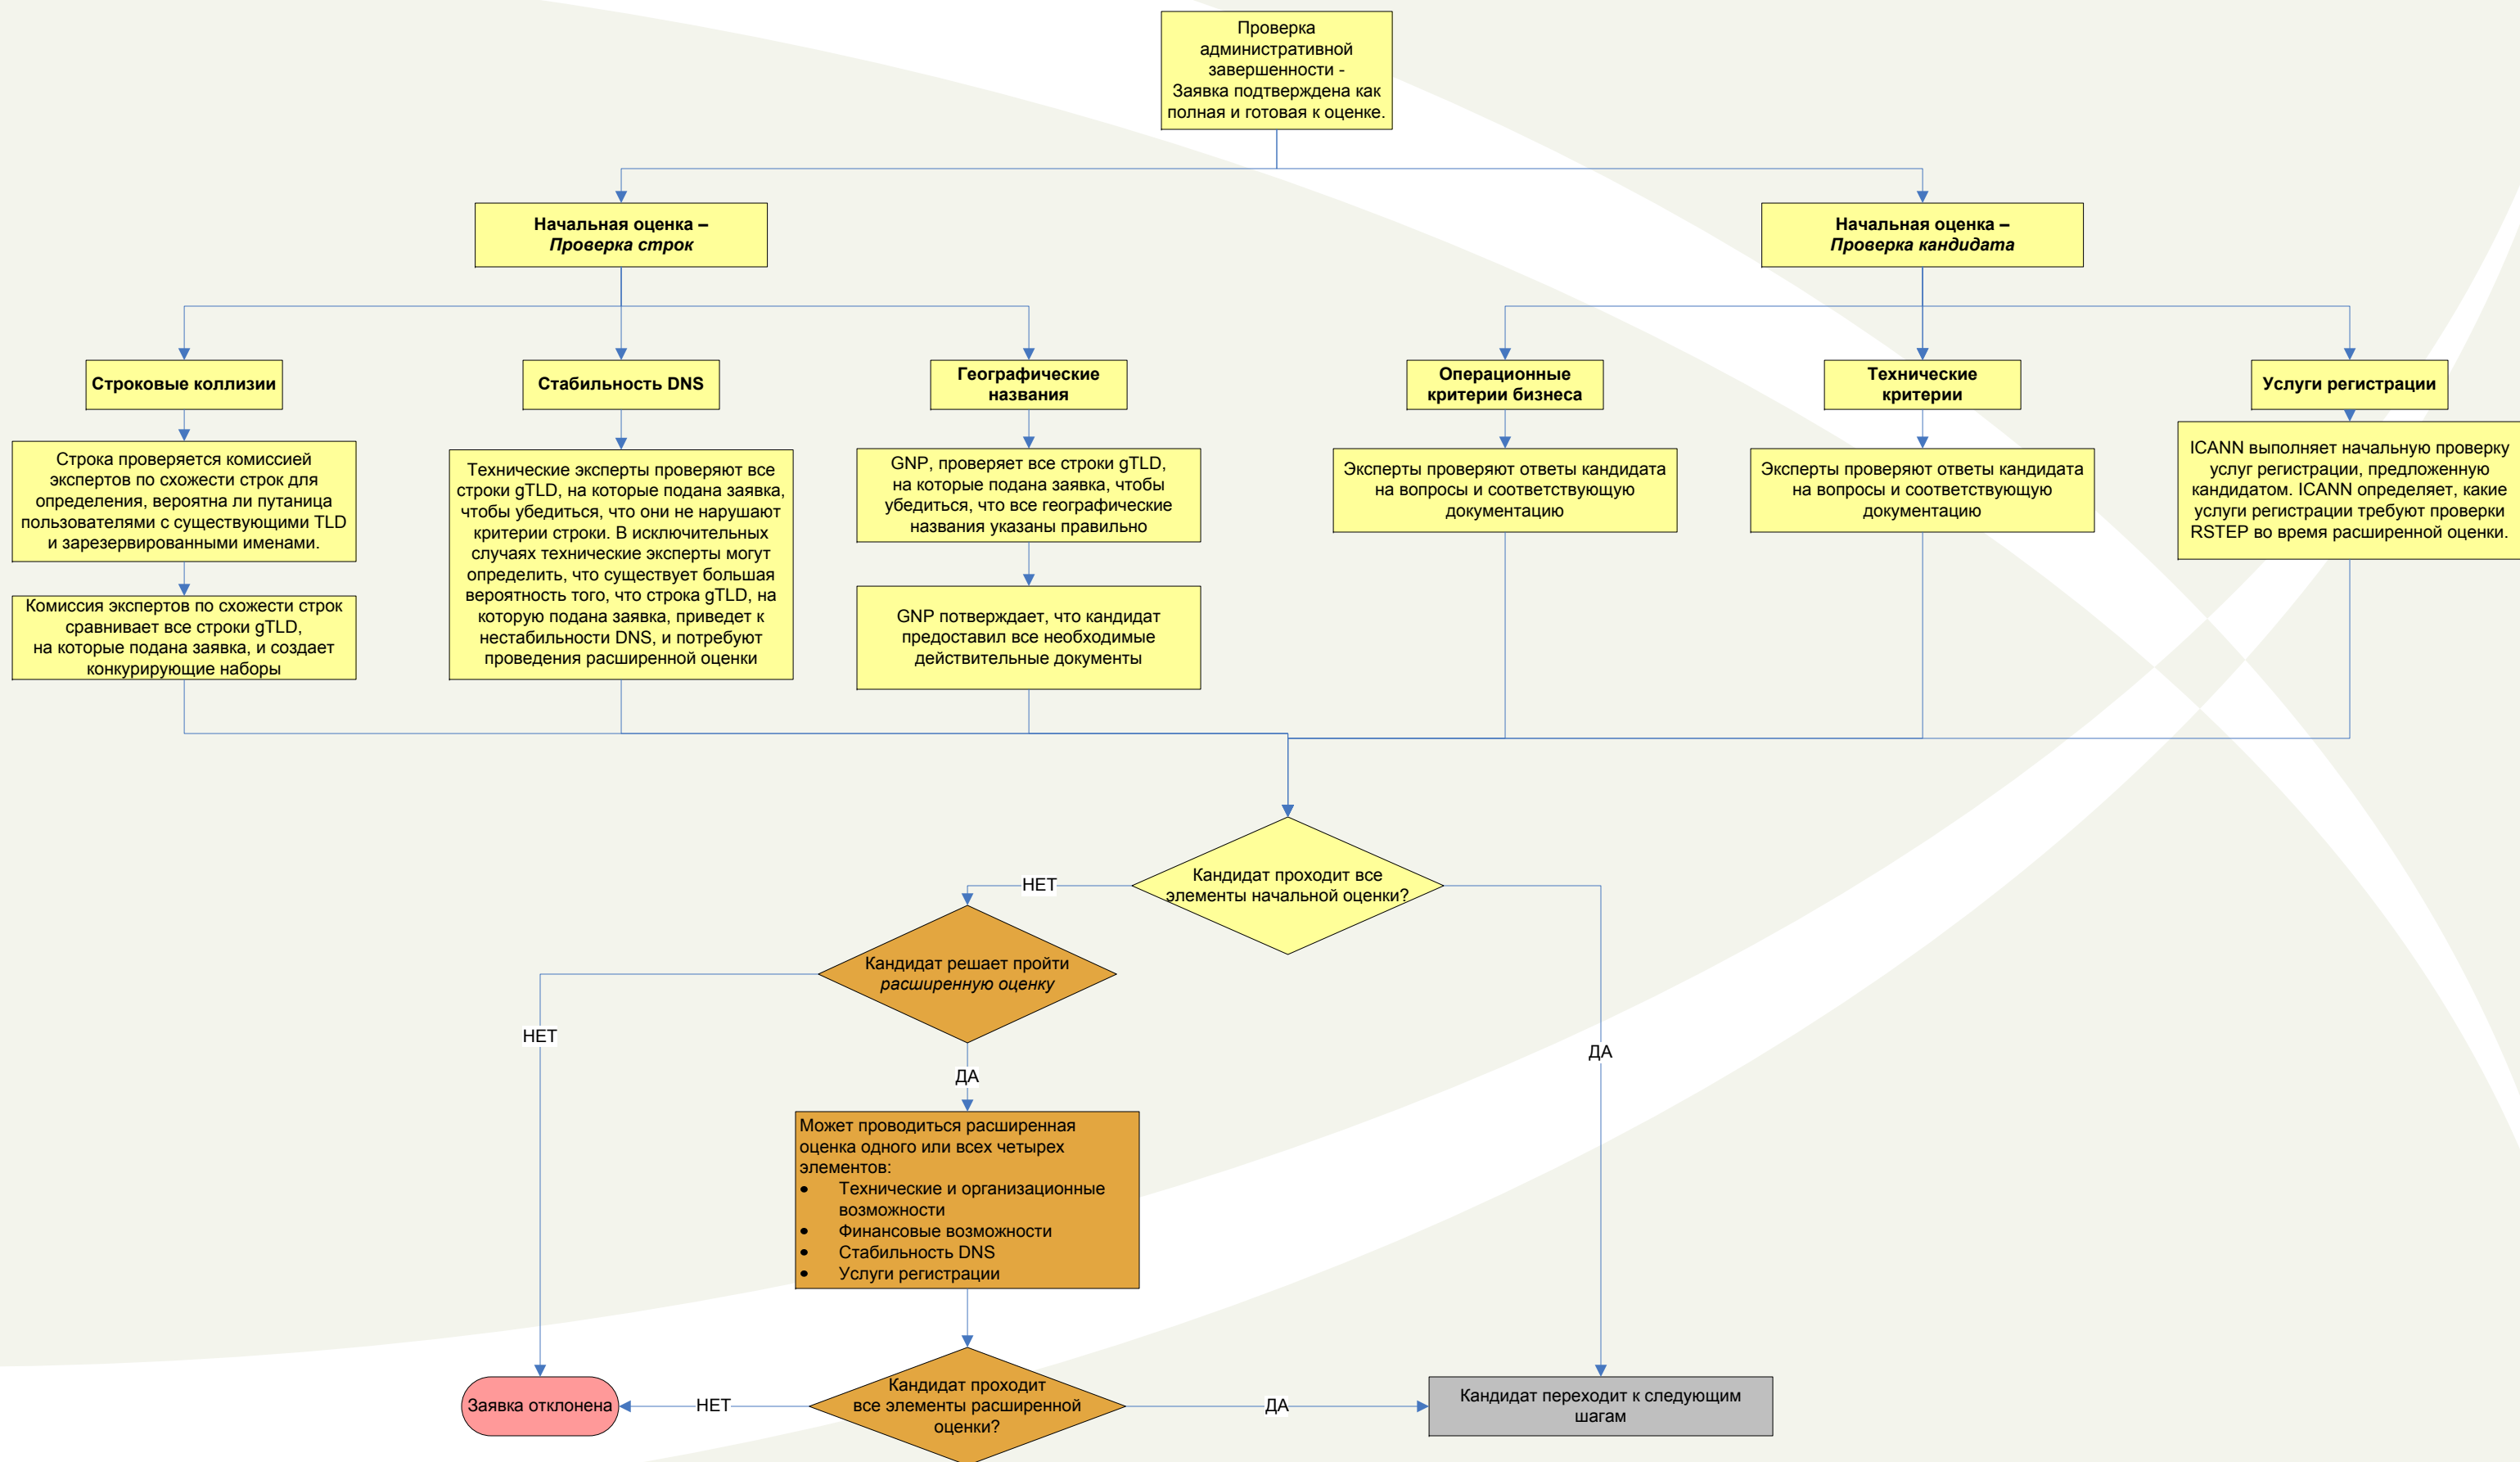 Проверка
административной
завершенности -
Заявка подтверждена как
полная и готовая к оценке.
Начальная оценка –
Проверка строк
Начальная оценка –
Проверка кандидата
Строковые коллизии
Стабильность DNS
Географические
названия
Операционные
критерии бизнеса
Технические
критерии
Услуги регистрации
Строка проверяется комиссией
экспертов по схожести строк для
определения, вероятна ли путаница
пользователями с существующими TLD
и зарезервированными именами.
Технические эксперты проверяют все
строки gTLD, на которые подана заявка,
чтобы убедиться, что они не нарушают
критерии строки. В исключительных
случаях технические эксперты могут
определить, что существует большая
вероятность того, что строка gTLD, на
которую подана заявка, приведет к
нестабильности DNS, и потребуют
проведения расширенной оценки
GNP, проверяет все строки gTLD,
на которые подана заявка, чтобы
убедиться, что все географические
названия указаны правильно
Эксперты проверяют ответы кандидата
на вопросы и соответствующую
документацию
Эксперты проверяют ответы кандидата
на вопросы и соответствующую
документацию
ICANN выполняет начальную проверку
услуг регистрации, предложенную
кандидатом. ICANN определяет, какие
услуги регистрации требуют проверки
RSTEP во время расширенной оценки.
Комиссия экспертов по схожести строк
сравнивает все строки gTLD,
на которые подана заявка, и создает
конкурирующие наборы
GNP потверждает, что кандидат
предоставил все необходимые
действительные документы
Кандидат проходит все
элементы начальной оценки?
НЕТ
Кандидат решает пройти
расширенную оценку
НЕТ
ДА
ДА
Может проводиться расширенная
оценка одного или всех четырех
элементов:
• Технические и организационные
возможности
• Финансовые возможности
• Стабильность DNS
• Услуги регистрации
Заявка отклонена
НЕТ
Кандидат проходит
все элементы расширенной
оценки?
ДА
Кандидат переходит к следующим
шагам